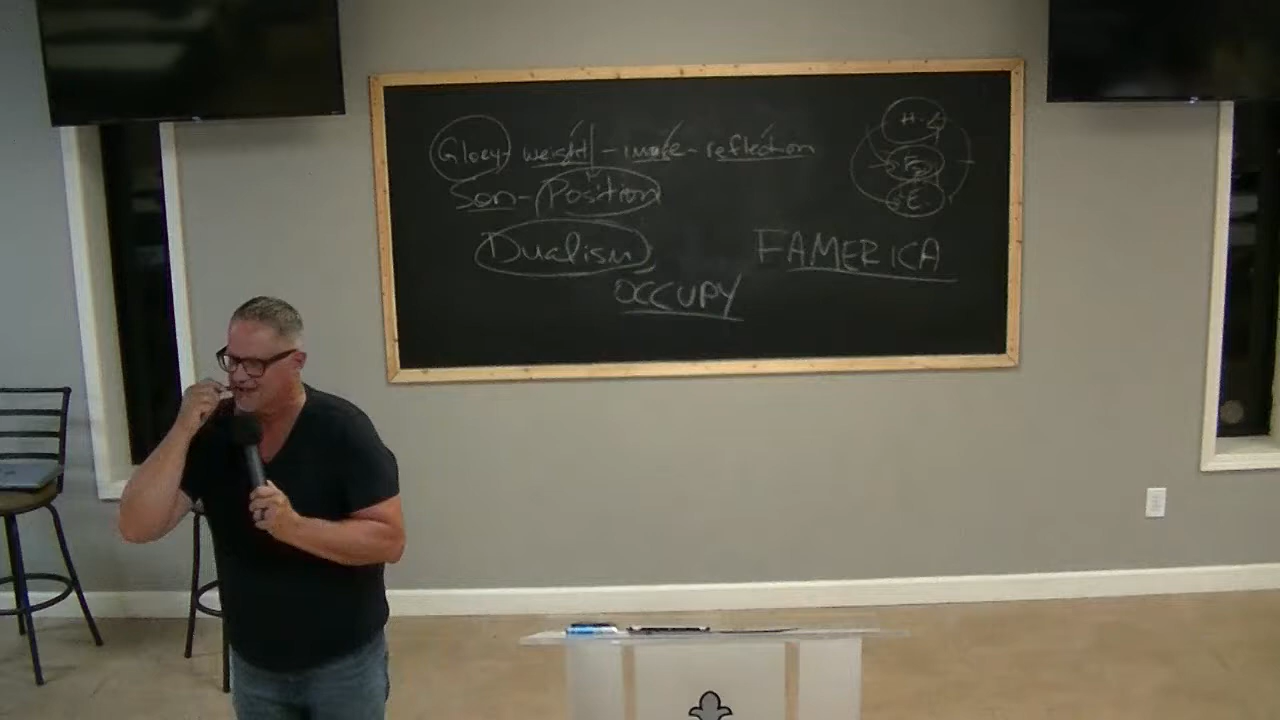 Glory weight - image - reflection
Son - Position
Dualism
OCCUPY
H.
E.
FAMERICA